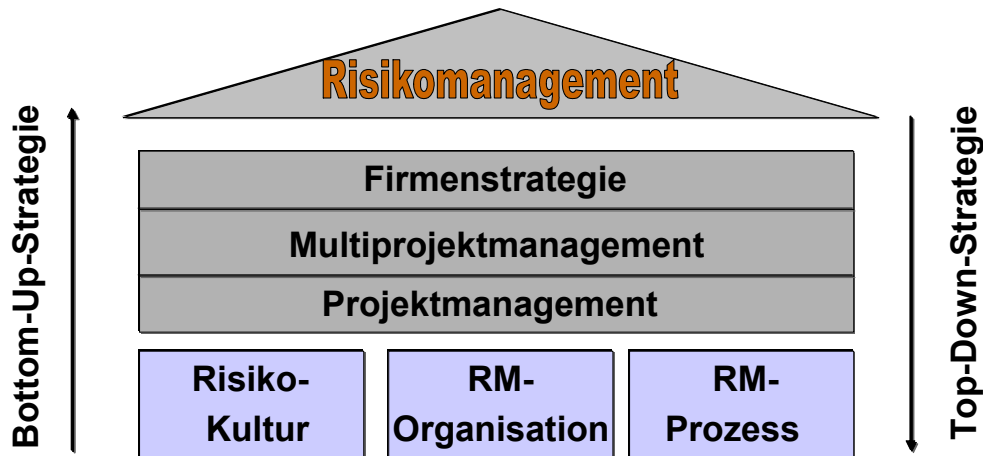 Risikomanagement
Bottom-Up-Strategie
Firmenstrategie
Multiprojektmanagement
Projektmanagement
Risiko-
Kultur
RM-
Organisation
RM-
Prozess
Top-Down-Strategie